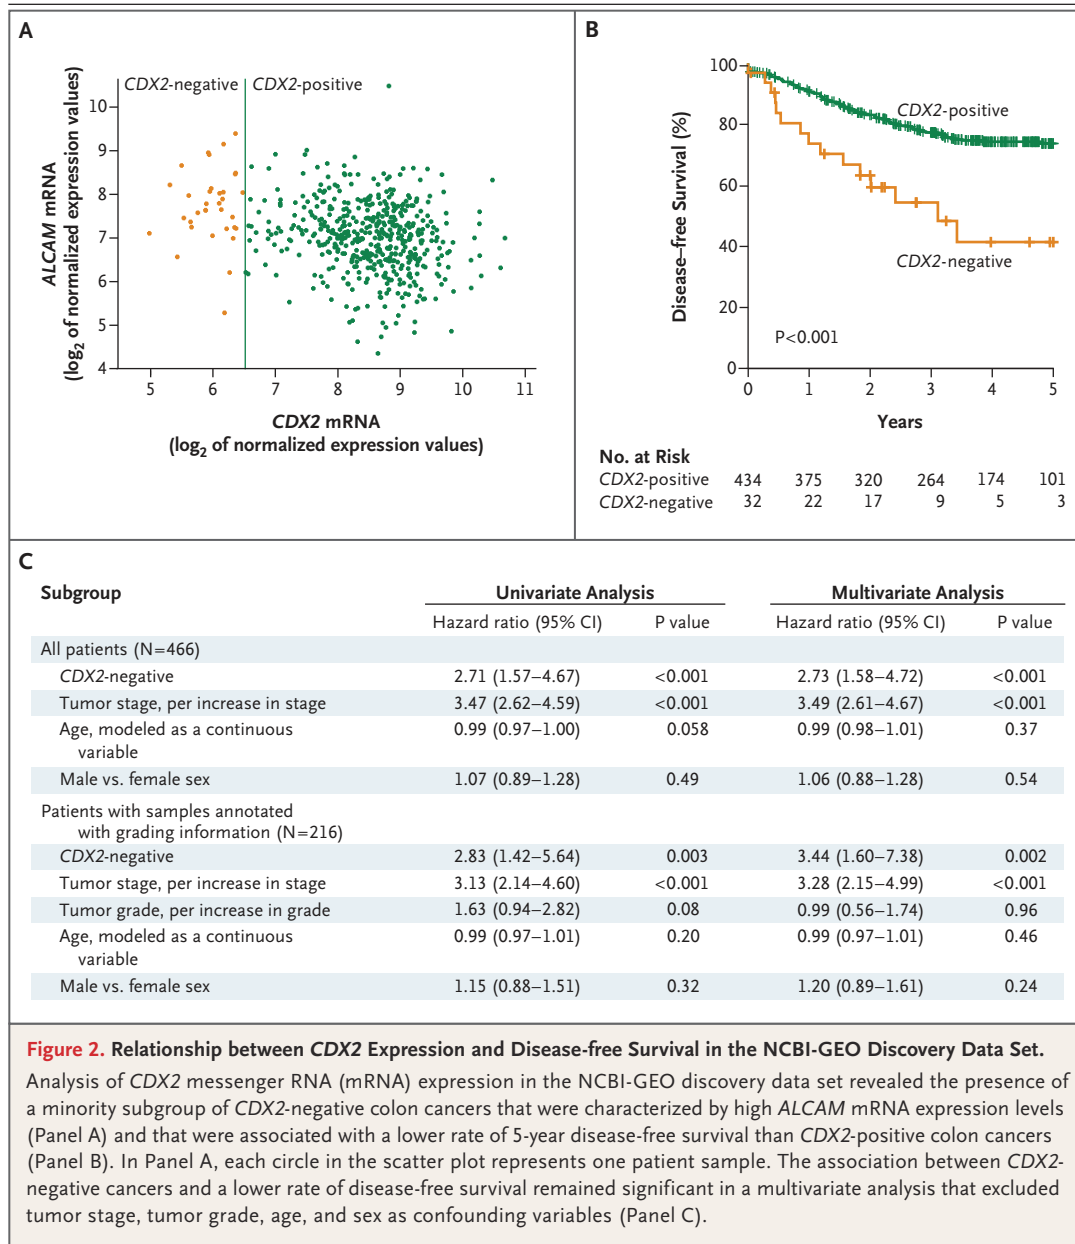 A
CDX2-negative
CDX2-positive
ALCAM mRNA
(log2 of normalized expression values)
10
9
8
7
6
5
4
5 6 7 8 9 10 11
CDX2 mRNA
(log2 of normalized expression values)
B
Disease–free Survival (%)
100
80
60
40
20
0
CDX2-positive
CDX2-negative
P<0.001
0 1 2 3 4 5
Years
No. at Risk
CDX2-positive 434 375 320 264 174 101
CDX2-negative 32 22 17 9 5 3
C
Subgroup Univariate Analysis Multivariate Analysis
Hazard ratio (95% CI) P value Hazard ratio (95% CI) P value
All patients (N=466)
CDX2-negative 2.71 (1.57–4.67) <0.001 2.73 (1.58–4.72) <0.001
Tumor stage, per increase in stage 3.47 (2.62–4.59) <0.001 3.49 (2.61–4.67) <0.001
Age, modeled as a continuous 0.99 (0.97–1.00) 0.058 0.99 (0.98–1.01) 0.37
variable
Male vs. female sex 1.07 (0.89–1.28) 0.49 1.06 (0.88–1.28) 0.54
Patients with samples annotated
with grading information (N=216)
CDX2-negative 2.83 (1.42–5.64) 0.003 3.44 (1.60–7.38) 0.002
Tumor stage, per increase in stage 3.13 (2.14–4.60) <0.001 3.28 (2.15–4.99) <0.001
Tumor grade, per increase in grade 1.63 (0.94–2.82) 0.08 0.99 (0.56–1.74) 0.96
Age, modeled as a continuous 0.99 (0.97–1.01) 0.20 0.99 (0.97–1.01) 0.46
variable
Male vs. female sex 1.15 (0.88–1.51) 0.32 1.20 (0.89–1.61) 0.24
Figure 2. Relationship between CDX2 Expression and Disease-free Survival in the NCBI-GEO Discovery Data Set.
Analysis of CDX2 messenger RNA (mRNA) expression in the NCBI-GEO discovery data set revealed the presence of
a minority subgroup of CDX2-negative colon cancers that were characterized by high ALCAM mRNA expression levels
(Panel A) and that were associated with a lower rate of 5-year disease-free survival than CDX2-positive colon cancers
(Panel B). In Panel A, each circle in the scatter plot represents one patient sample. The association between CDX2-
negative cancers and a lower rate of disease-free survival remained significant in a multivariate analysis that excluded
tumor stage, tumor grade, age, and sex as confounding variables (Panel C).